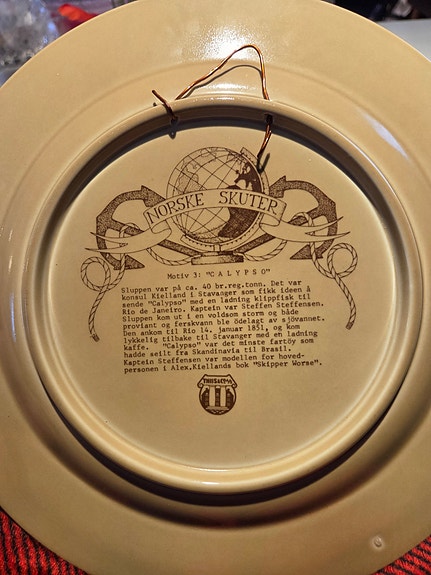 NORSKE SKUTER
Motiv 3: "CALYPSO"
Sluppen var på ca. 40 br.reg.tonn. Det var
konsul Kielland i Stavanger som fikk ideén å
sende "Calypso" med en ladning klippfisk til
Rio de Janeiro. Kaptein var Steffen Steffensen.
Sluppen kom ut i en voldsom storm og både
proviant og ferskvann ble ödelagt av sjövannet.
Den ankom til Rio 14. januar 1851, og kom
lykkelig tilbake til Stavanger med en ladning
kaffe. "Calypso" var det minste fartöy som
hadde seilt fra Skandinavia til Brasil.
Kaptein Steffensen var modellen for hoved-
personen i Alex.Kiellands bok "Skipper Worse".